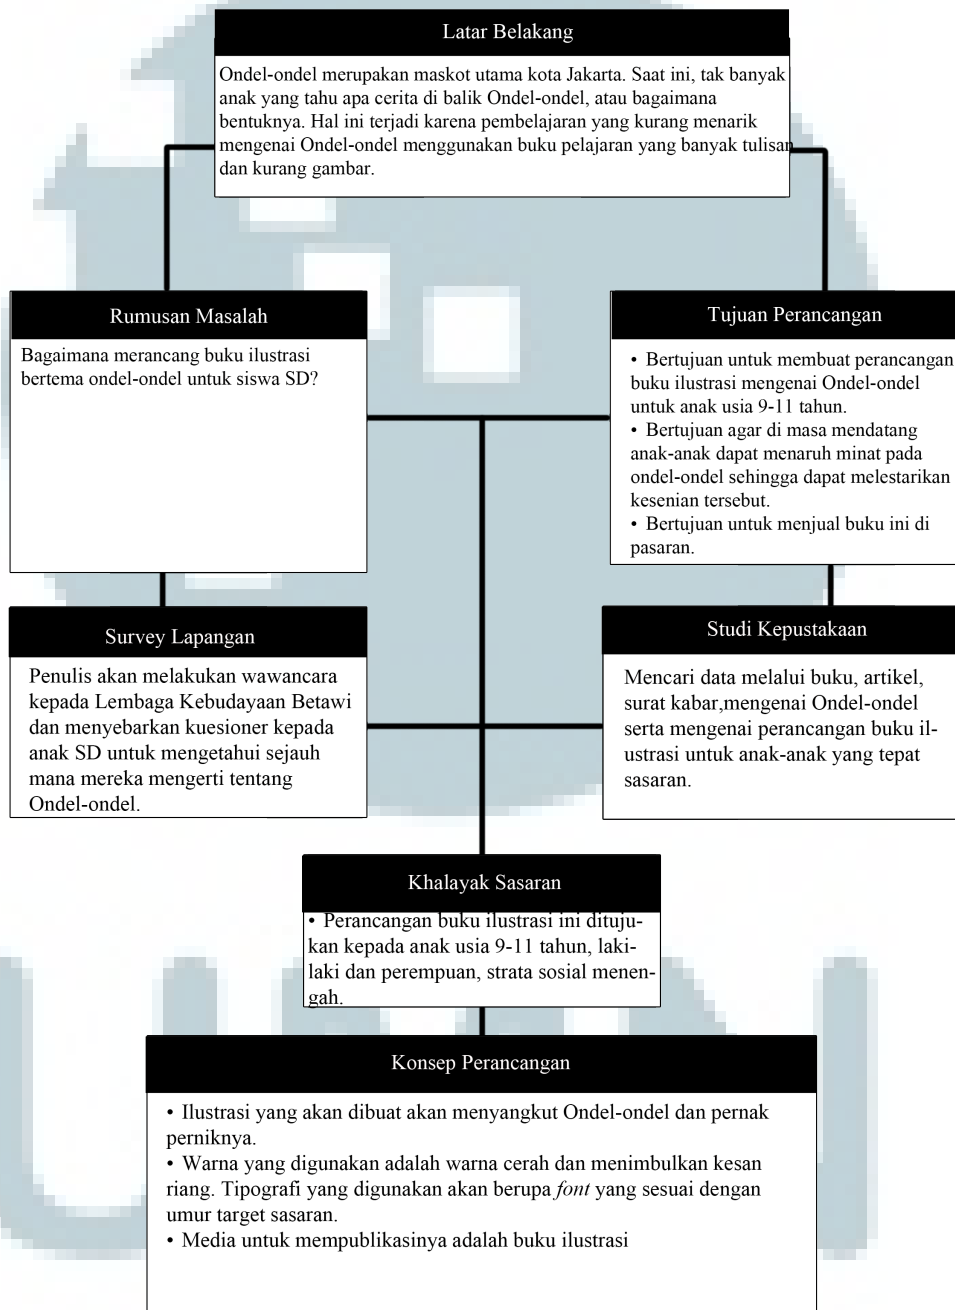 Latar Belakang
Ondel-ondel merupakan maskot utama kota Jakarta. Saat ini, tak banyak
anak yang tahu apa cerita di balik Ondel-ondel, atau bagaimana
bentuknya. Hal ini terjadi karena pembelajaran yang kurang menarik
mengenai Ondel-ondel menggunakan buku pelajaran yang banyak tulisan
dan kurang gambar.
Rumusan Masalah
Bagaimana merancang buku ilustrasi
bertema ondel-ondel untuk siswa SD?
Tujuan Perancangan
• Bertujuan untuk membuat perancangan
buku ilustrasi mengenai Ondel-ondel
untuk anak usia 9-11 tahun.
• Bertujuan agar di masa mendatang
anak-anak dapat menaruh minat pada
ondel-ondel sehingga dapat melestarikan
kesenian tersebut.
• Bertujuan untuk menjual buku ini di
pasaran.
Survey Lapangan
Penulis akan melakukan wawancara
kepada Lembaga Kebudayaan Betawi
dan menyebarkan kuesioner kepada
anak SD untuk mengetahui sejauh
mana mereka mengerti tentang
Ondel-ondel.
Studi Kepustakaan
Mencari data melalui buku, artikel,
surat kabar,mengenai Ondel-ondel
serta mengenai perancangan buku il-
ustrasi untuk anak-anak yang tepat
sasaran.
Khalayak Sasaran
• Perancangan buku ilustrasi ini dituju-
kan kepada anak usia 9-11 tahun, laki-
laki dan perempuan, strata sosial menen-
gah.
Konsep Perancangan
• Ilustrasi yang akan dibuat akan menyangkut Ondel-ondel dan pernak
perniknya.
• Warna yang digunakan adalah warna cerah dan menimbulkan kesan
riang. Tipografi yang digunakan akan berupa font yang sesuai dengan
umur target sasaran.
• Media untuk mempublikasinya adalah buku ilustrasi
UMN